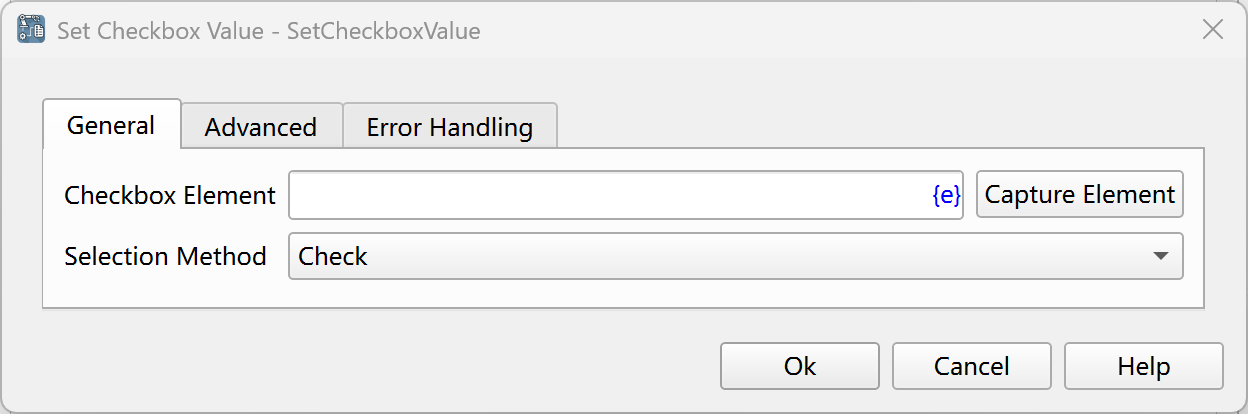 Set Checkbox Value - SetCheckboxValue
General Advanced Error Handling
Checkbox Element {e} Capture Element
Selection Method Check
Ok Cancel Help